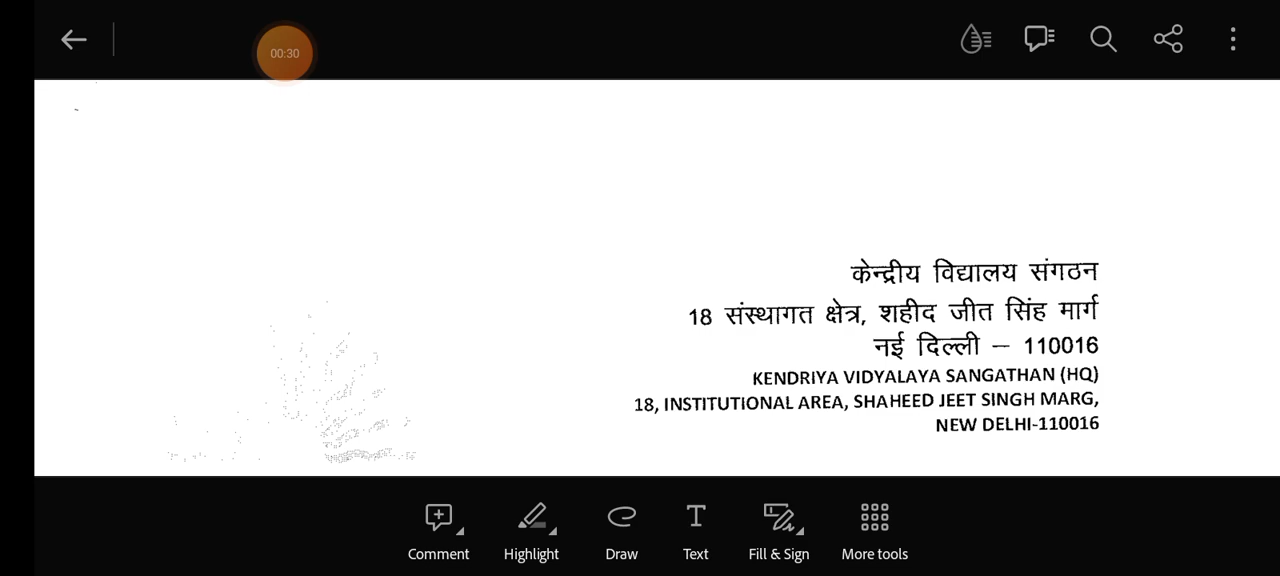 00:30
केन्द्रीय विद्यालय संगठन
18 संस्थागत क्षेत्र, शहीद जीत सिंह मार्ग
नई दिल्ली – 110016
KENDRIYA VIDYALAYA SANGATHAN (HQ)
18, INSTITUTIONAL AREA, SHAHEED JEET SINGH MARG,
NEW DELHI-110016
Comment Highlight Draw Text Fill & Sign More tools